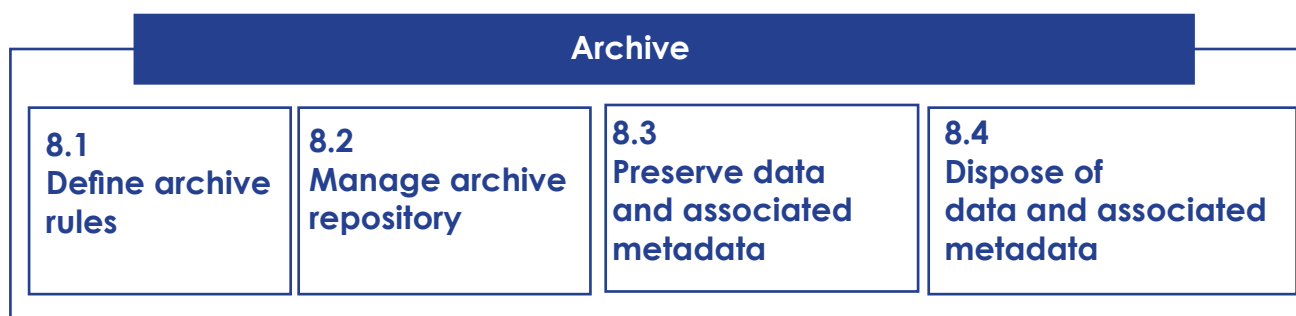 Archive
8.1
Define archive
rules
8.2
Manage archive
repository
8.3
Preserve data
and associated
metadata
8.4
Dispose of
data and associated
metadata